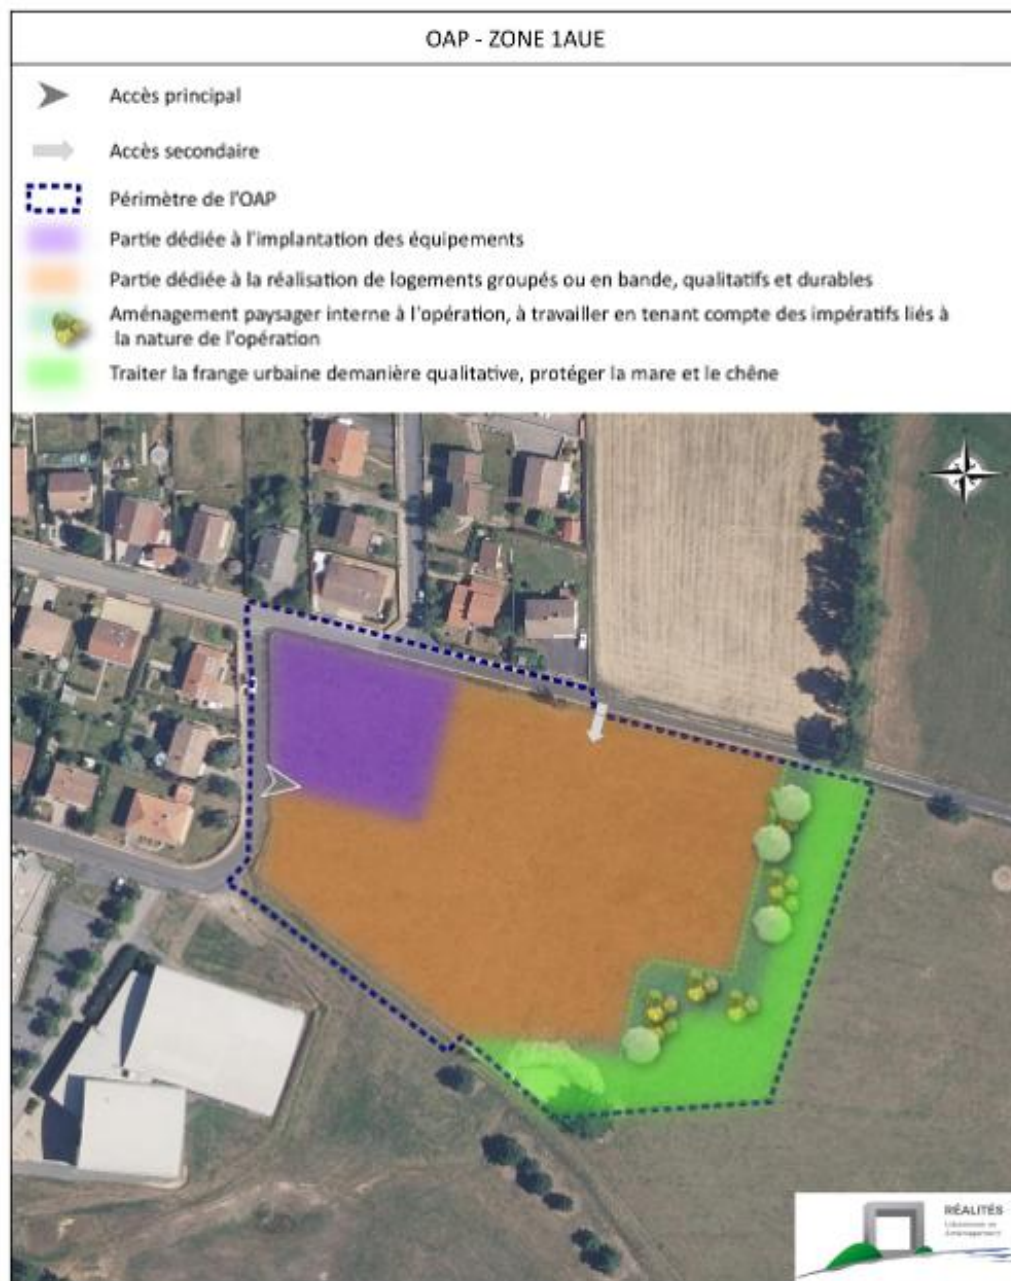 OAP - ZONE 1AUE
Accès principal
Accès secondaire
Périmètre de l'OAP
Partie dédiée à l'implantation des équipements
Partie dédiée à la réalisation de logements groupés ou en bande, qualitatifs et durables
Aménagement paysager interne à l'opération, à travailler en tenant compte des impératifs liés à
la nature de l'opération
Traiter la frange urbaine demanière qualitative, protéger la mare et le chêne
RÉALITÉS
Aménagement